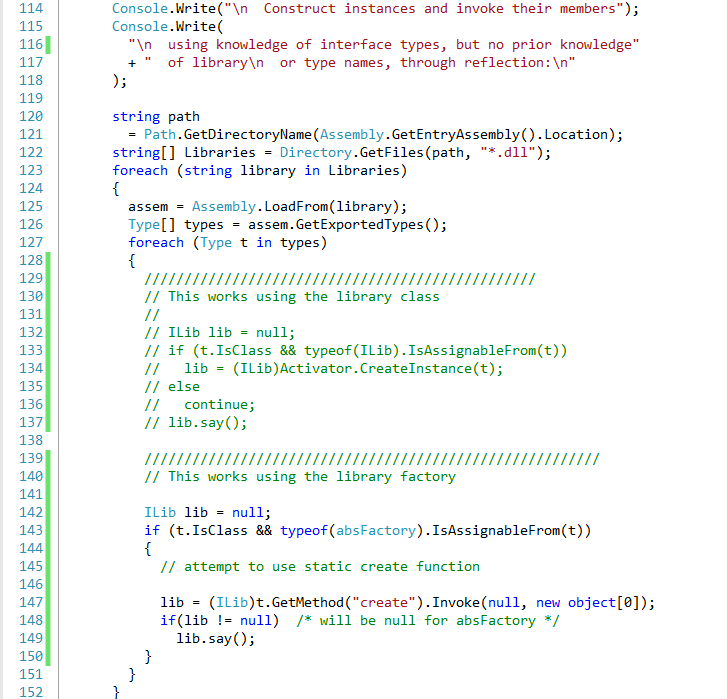 114 Console.Write("\n  Construct instances and invoke their members");
115 Console.Write(
116 "\n  using knowledge of interface types, but no prior knowledge"
117 + "  of library\n  or type names, through reflection:\n"
118 );
119
120 string path
121 = Path.GetDirectoryName(Assembly.GetEntryAssembly().Location);
122 string[] Libraries = Directory.GetFiles(path, "*.dll");
123 foreach (string library in Libraries)
124 {
125 assem = Assembly.LoadFrom(library);
126 Type[] types = assem.GetExportedTypes();
127 foreach (Type t in types)
128 {
129 /////////////////////////////////////////////////
130 // This works using the library class
131 //
132 // ILib lib = null;
133 // if (t.IsClass && typeof(ILib).IsAssignableFrom(t))
134 //   lib = (ILib)Activator.CreateInstance(t);
135 // else
136 //   continue;
137 // lib.say();
138
139 /////////////////////////////////////////////////////////
140 // This works using the library factory
141
142 ILib lib = null;
143 if (t.IsClass && typeof(absFactory).IsAssignableFrom(t))
144 {
145 // attempt to use static create function
146
147 lib = (ILib)t.GetMethod("create").Invoke(null, new object[0]);
148 if(lib != null)  /* will be null for absFactory */
149 lib.say();
150 }
151 }
152 }